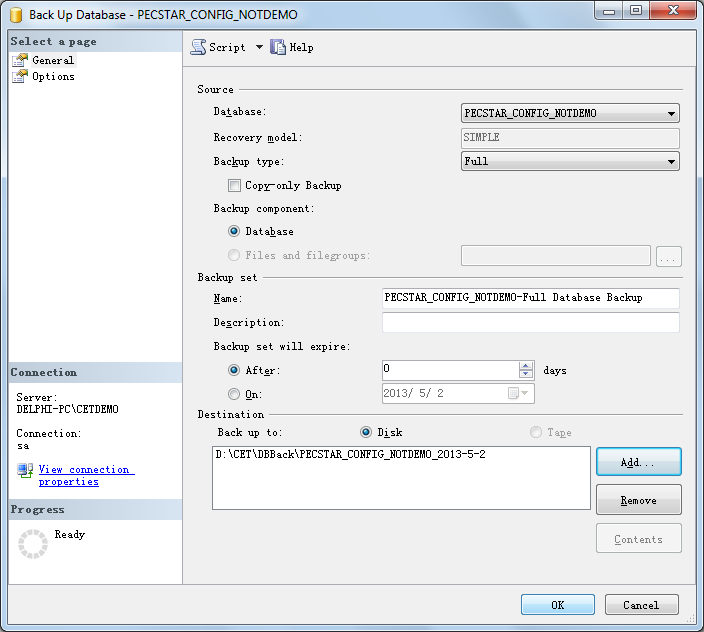 Back Up Database - PECSTAR_CONFIG_NOTDEMO
Select a page
General
Options
Script
Help
Source
Database:
PECSTAR_CONFIG_NOTDEMO
Recovery model:
SIMPLE
Backup type:
Full
Copy-only Backup
Backup component:
Database
Files and filegroups:
...
Backup set
Name:
PECSTAR_CONFIG_NOTDEMO-Full Database Backup
Description:
Backup set will expire:
After:
0
days
On:
2013/ 5/ 2
Destination
Back up to:
Disk
Tape
D:\CET\DBBack\PECSTAR_CONFIG_NOTDEMO_2013-5-2
Add...
Remove
Contents
Connection
Server:
DELPHI-PC\CETDEMO
Connection:
sa
View connection
properties
Progress
Ready
OK
Cancel